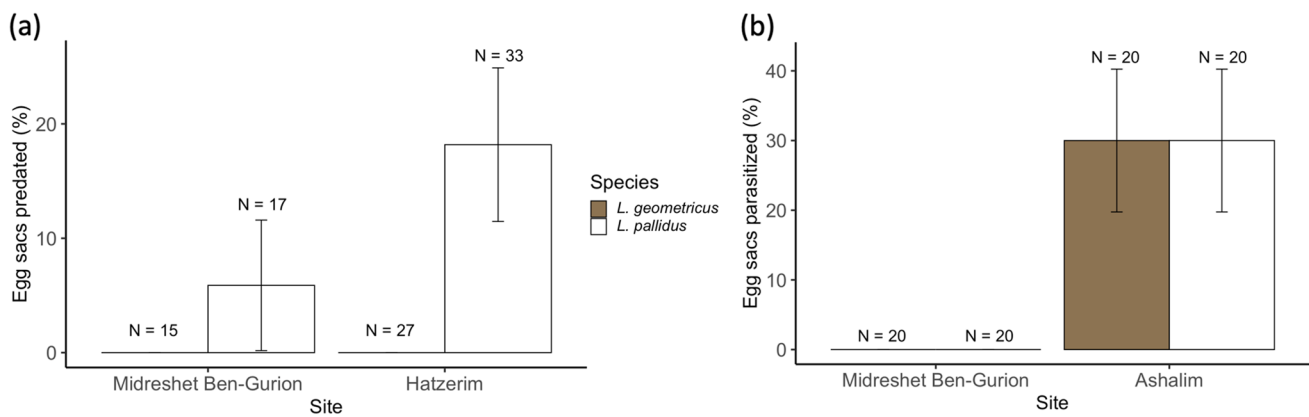 (a)
N = 33
20
N = 17
10
N = 15
N = 27
0
Egg sacs predated (%)
Midreshet Ben-Gurion
Hatzerim
Site
Species
L. geometricus
L. pallidus
(b)
N = 20
N = 20
40
30
20
10
N = 20
N = 20
0
Egg sacs parasitized (%)
Midreshet Ben-Gurion
Ashalim
Site